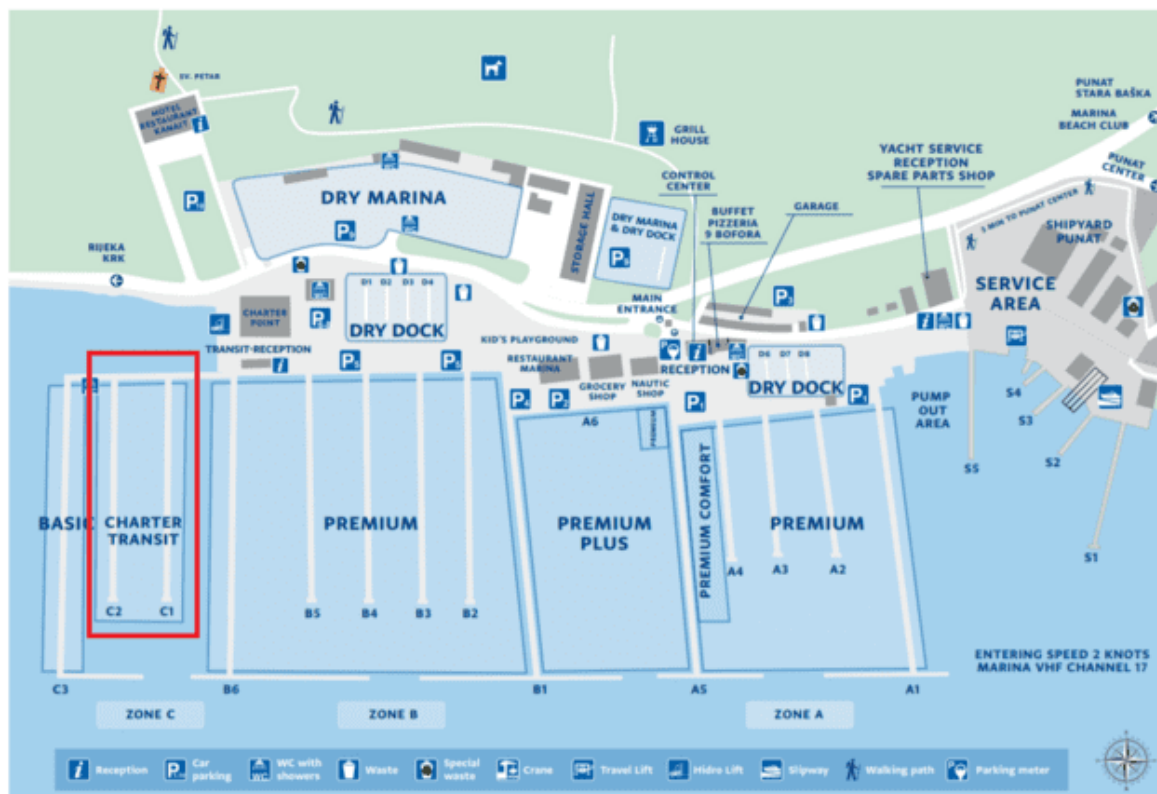 SV. PETAR
HOTEL
RESTAURANT
KANAJT
GRILL
HOUSE
PUNAT
STARA BAŠKA
MARINA
BEACH CLUB
PUNAT
CENTER
YACHT SERVICE
RECEPTION
SPARE PARTS SHOP
CONTROL
CENTER
BUFFET
PIZZERIA
9 BOFORA
GARAGE
5 MIN TO PUNAT CENTER
SHIPYARD
PUNAT
SERVICE
AREA
DRY MARINA
STORAGE HALL
DRY MARINA
& DRY DOCK
RIJEKA
KRK
D1 D2 D3 D4
DRY DOCK
CHARTER
POINT
TRANSIT-RECEPTION
MAIN
ENTRANCE
KID'S PLAYGROUND
RESTAURANT
MARINA
GROCERY
SHOP
NAUTIC
SHOP
RECEPTION
D6 D7 D8
DRY DOCK
PUMP
OUT
AREA
A6
PREMIUM
S4
S3
S2
S5
S1
BASIC
CHARTER
TRANSIT
PREMIUM
PREMIUM
PLUS
PREMIUM COMFORT
PREMIUM
A4 A3 A2
C2 C1 B5 B4 B3 B2
ENTERING SPEED 2 KNOTS
MARINA VHF CHANNEL 17
C3 B6 B1 A5 A1
ZONE C ZONE B ZONE A
Reception
Car
parking
WC with
showers
Waste
Special
waste
Crane
Travel Lift
Hidro Lift
Slipway
Walking path
Parking meter